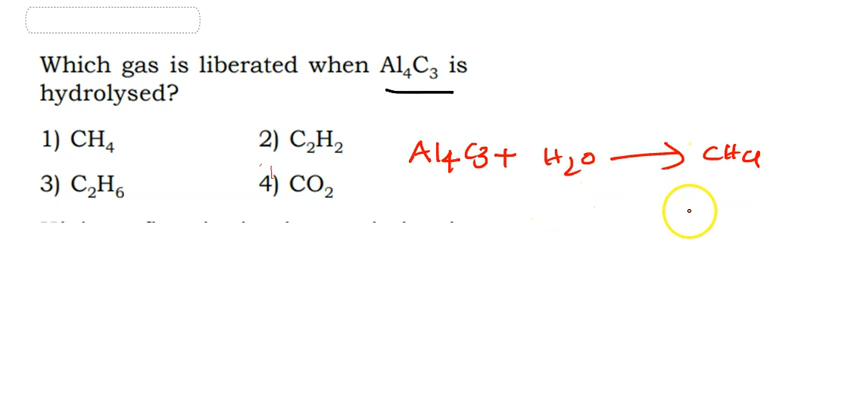 Which gas is liberated when Al₄C₃ is
hydrolysed?
1) CH₄ 2) C₂H₂
3) C₂H₆ 4) CO₂
Al4C3 + H2O ⟶ CH4